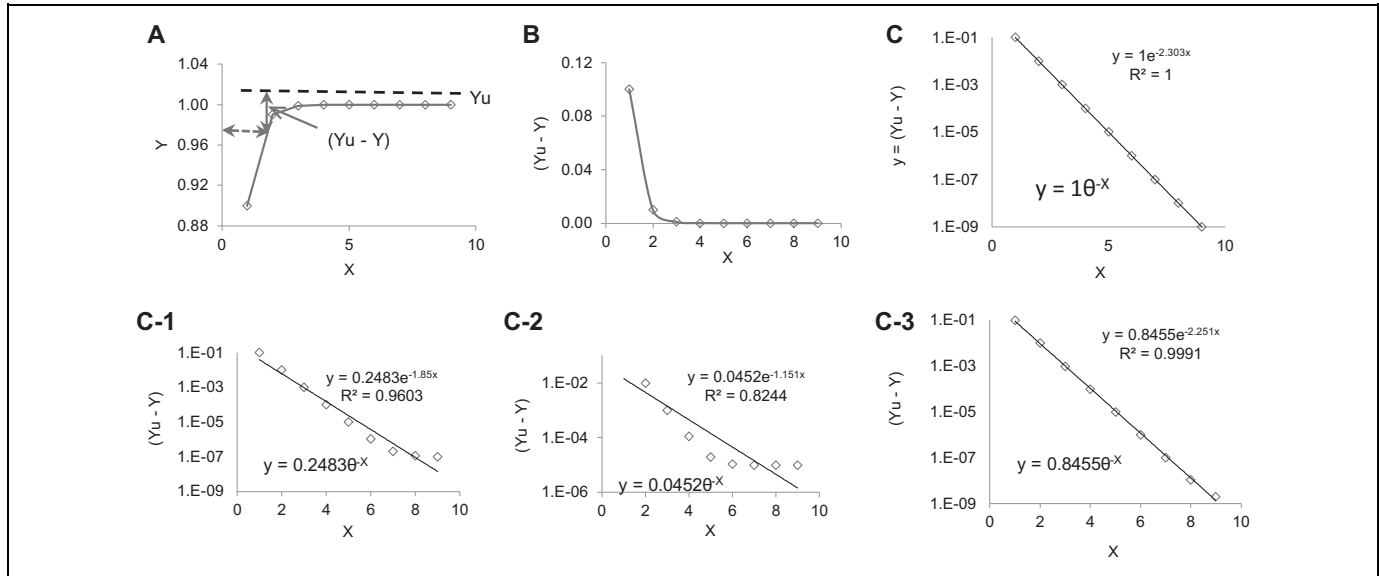 A
1.04
1.00
0.96
0.92
0.88
Y
0
5
10
X
Yu
(Yu - Y)
B
0.12
0.08
0.04
0.00
(Yu - Y)
0 2 4 6 8 10
X
C
1.E-01
1.E-03
1.E-05
1.E-07
1.E-09
y = (Yu - Y)
0
5
10
X
y = 1e-2.303x
R² = 1
y = 1θ-X
C-1
1.E-01
1.E-03
1.E-05
1.E-07
1.E-09
(Yu - Y)
0 2 4 6 8 10
X
y = 0.2483e-1.85x
R² = 0.9603
y = 0.2483θ-X
C-2
1.E-02
1.E-04
1.E-06
(Yu - Y)
0 2 4 6 8 10
X
y = 0.0452e-1.151x
R² = 0.8244
y = 0.0452θ-X
C-3
1.E-01
1.E-03
1.E-05
1.E-07
1.E-09
(Yu - Y)
0 2 4 6 8 10
X
y = 0.8455e-2.251x
R² = 0.9991
y = 0.8455θ-X